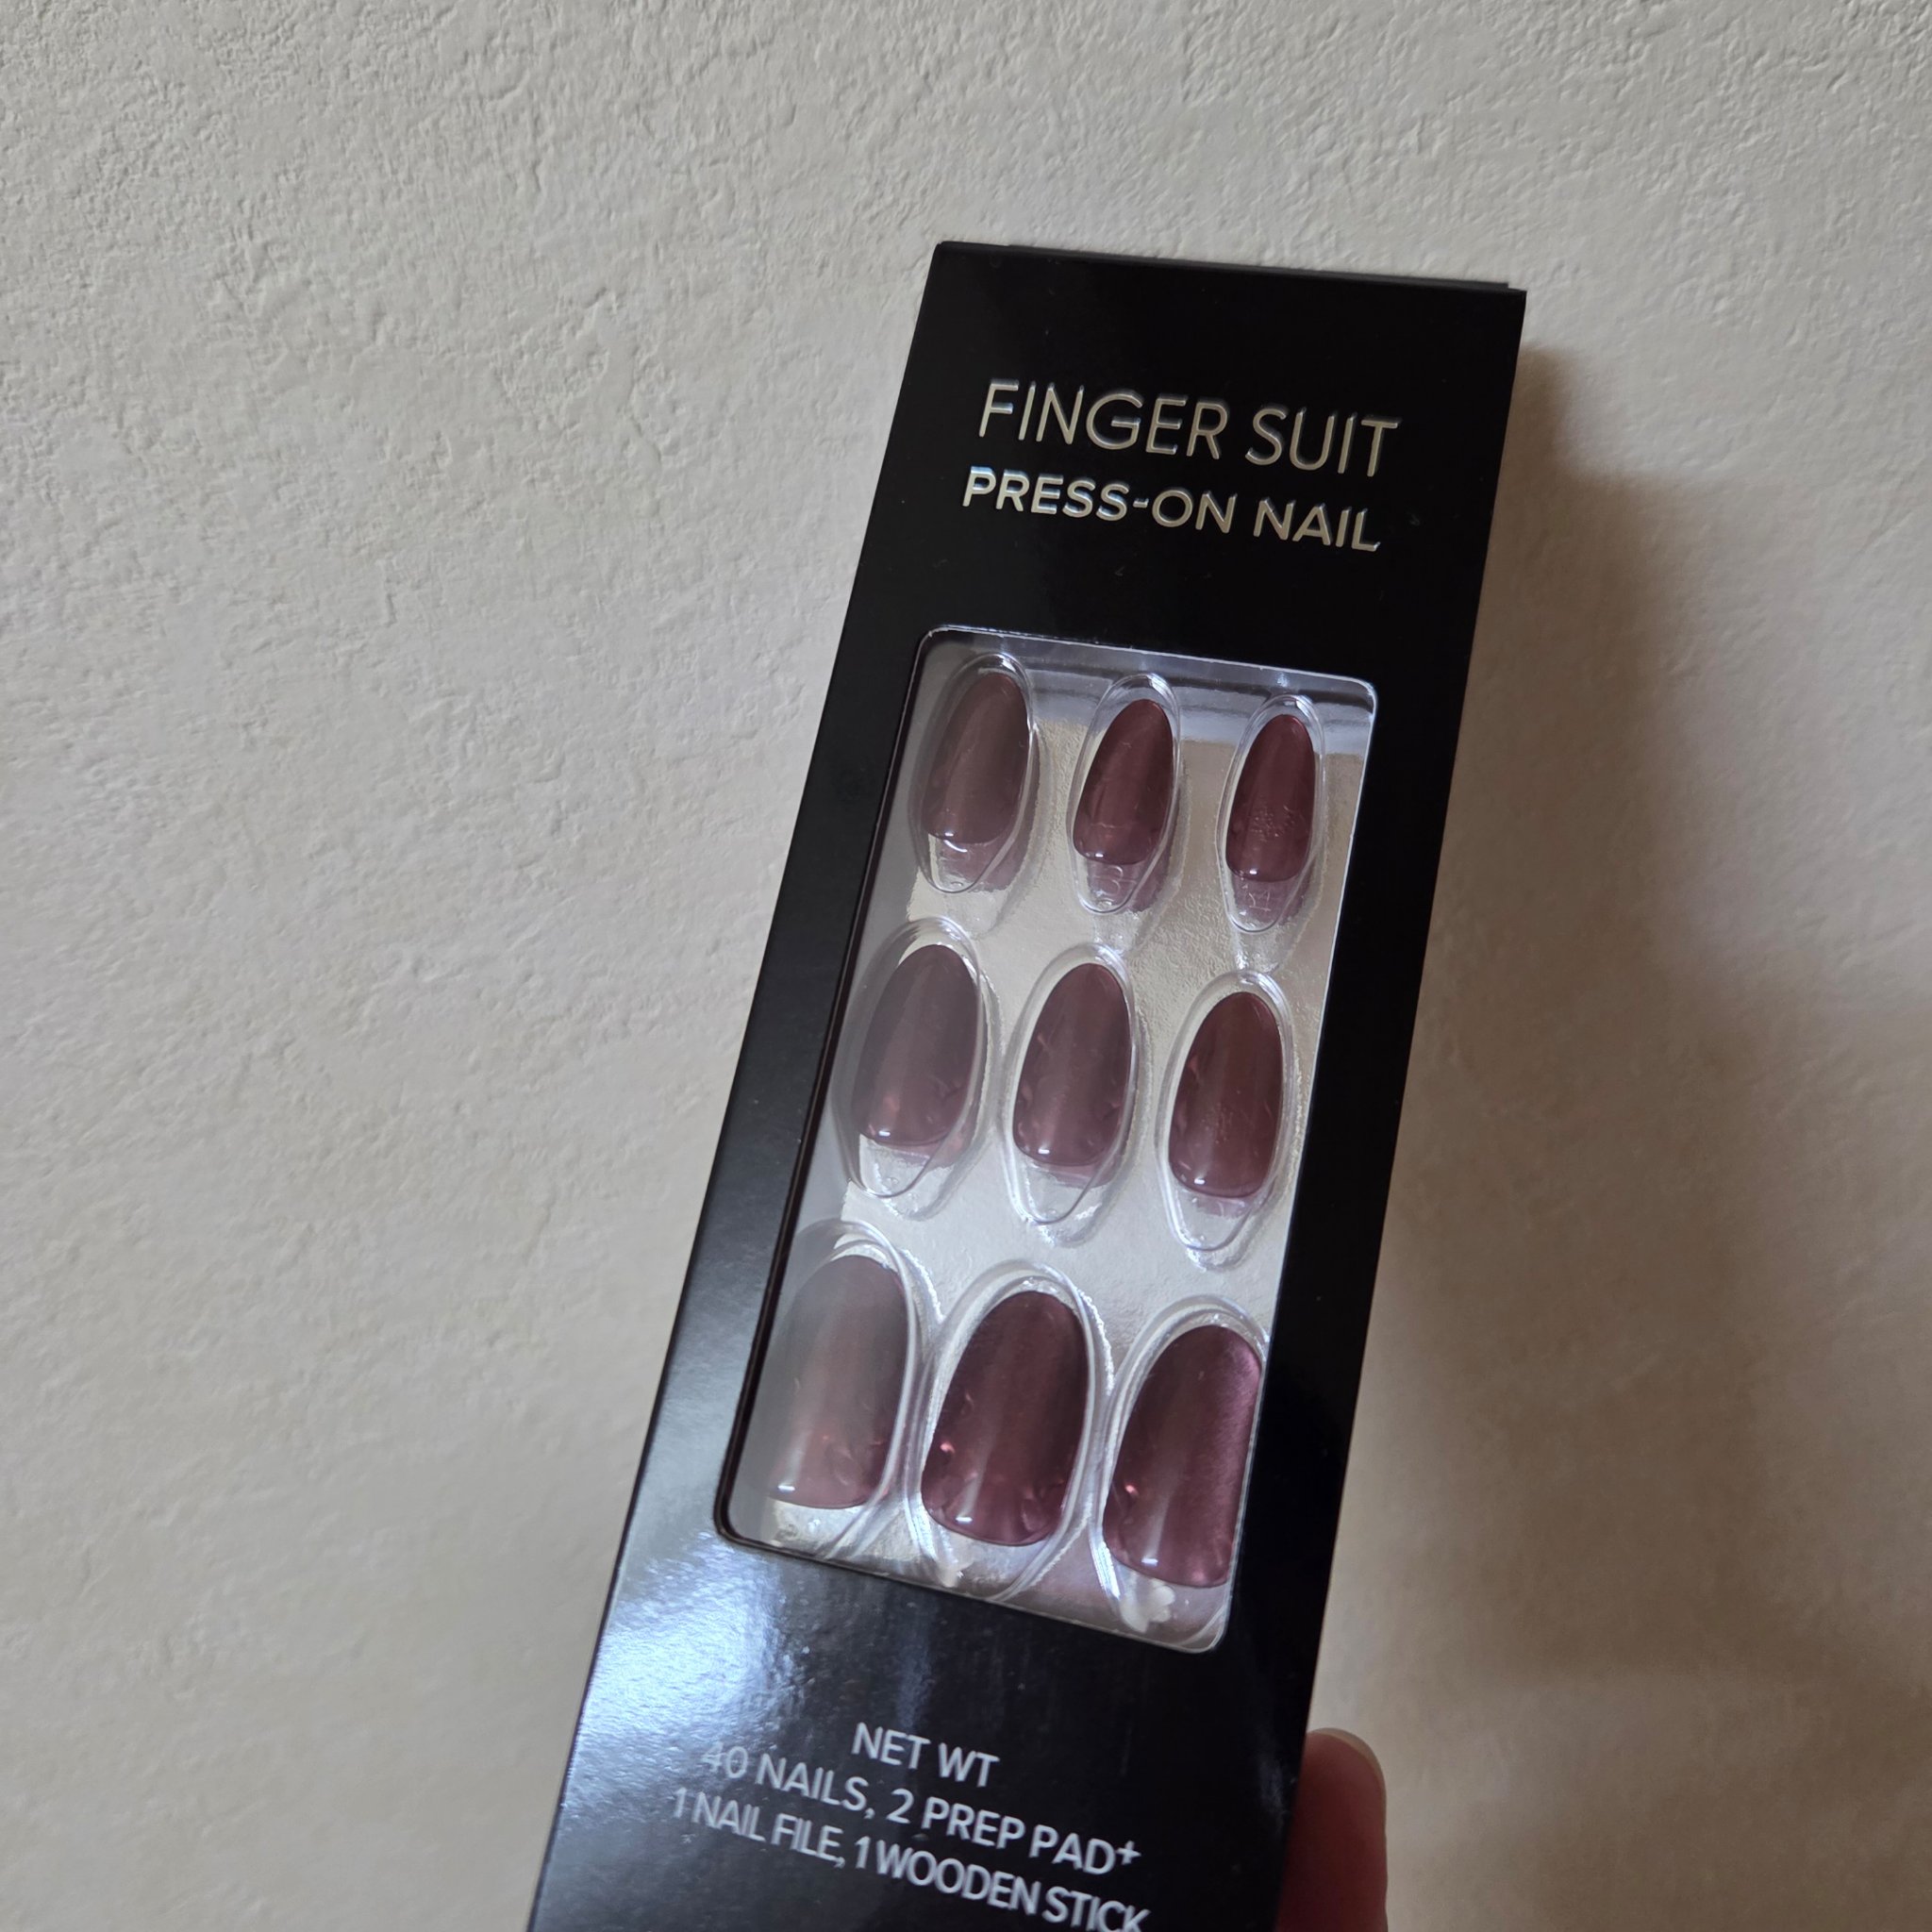 FINGER SUIT
PRESS-ON NAIL
NET WT
40 NAILS, 2 PREP PAD+
1 NAIL FILE, 1 WOODEN STICK